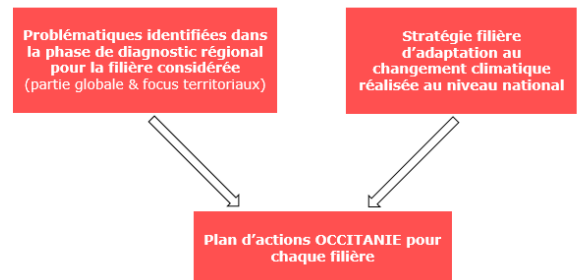 Problématiques identifiées dans
la phase de diagnostic régional
pour la filière considérée
(partie globale & focus territoriaux)
Stratégie filière
d’adaptation au
changement climatique
réalisée au niveau national
Plan d’actions OCCITANIE pour
chaque filière